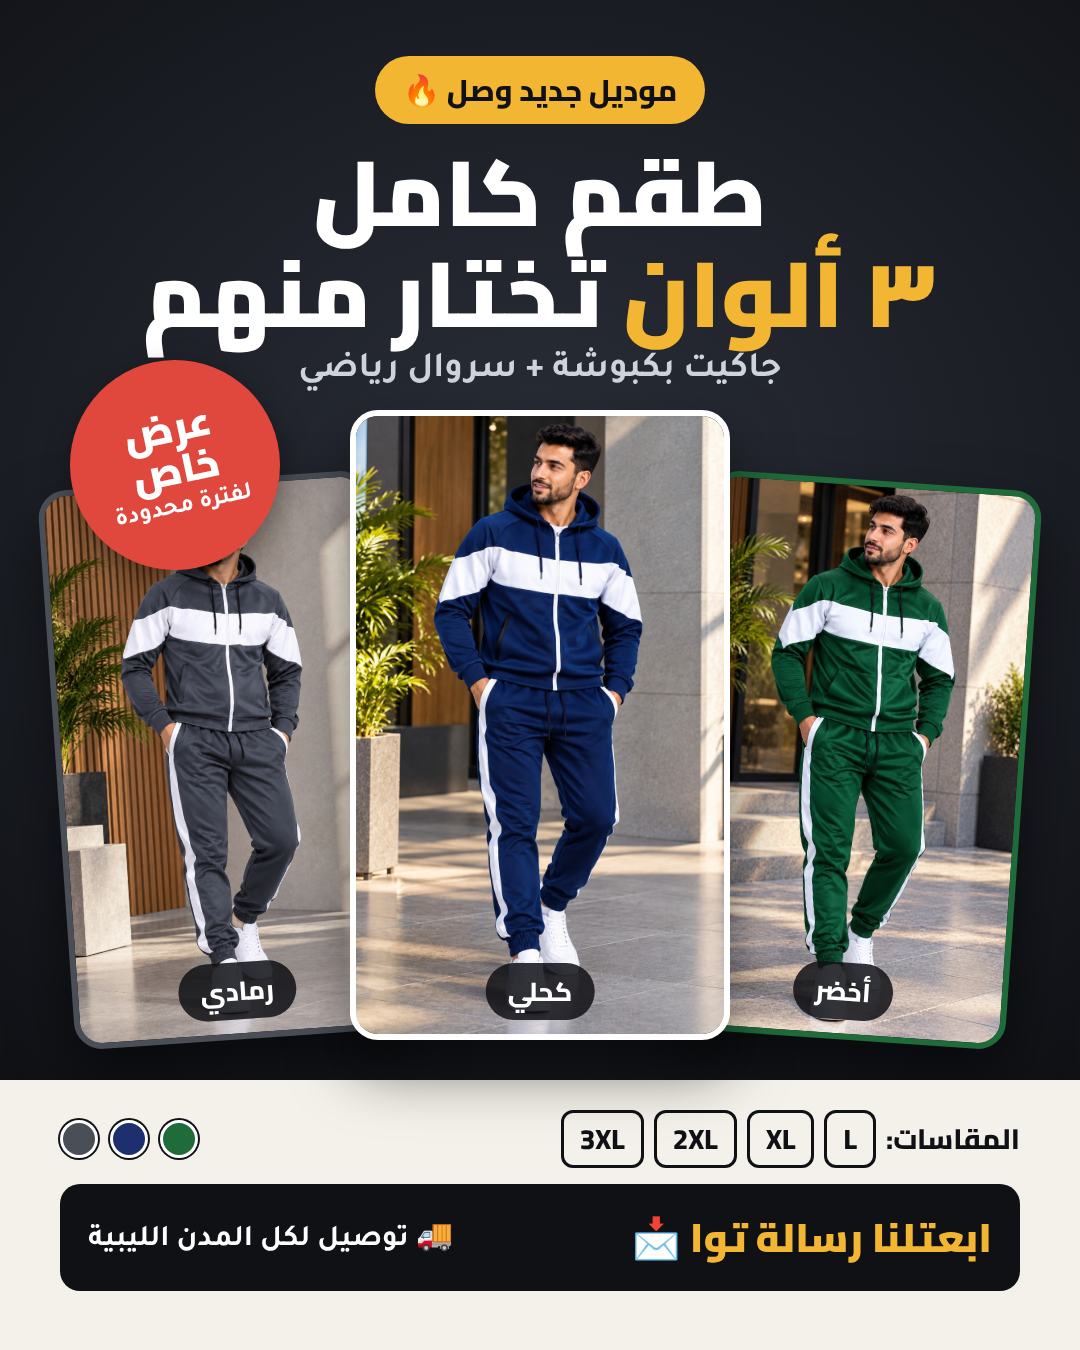 موديل جديد وصل 🔥
طقم كامل
٣ ألوان تختار منهم
جاكيت بكبوشة + سروال رياضي
عرض
خاص
لفترة محدودة
أخضر
كحلي
رمادي
المقاسات: L XL 2XL 3XL
ابعتلنا رسالة توا 📩
🚚 توصيل لكل المدن الليبية